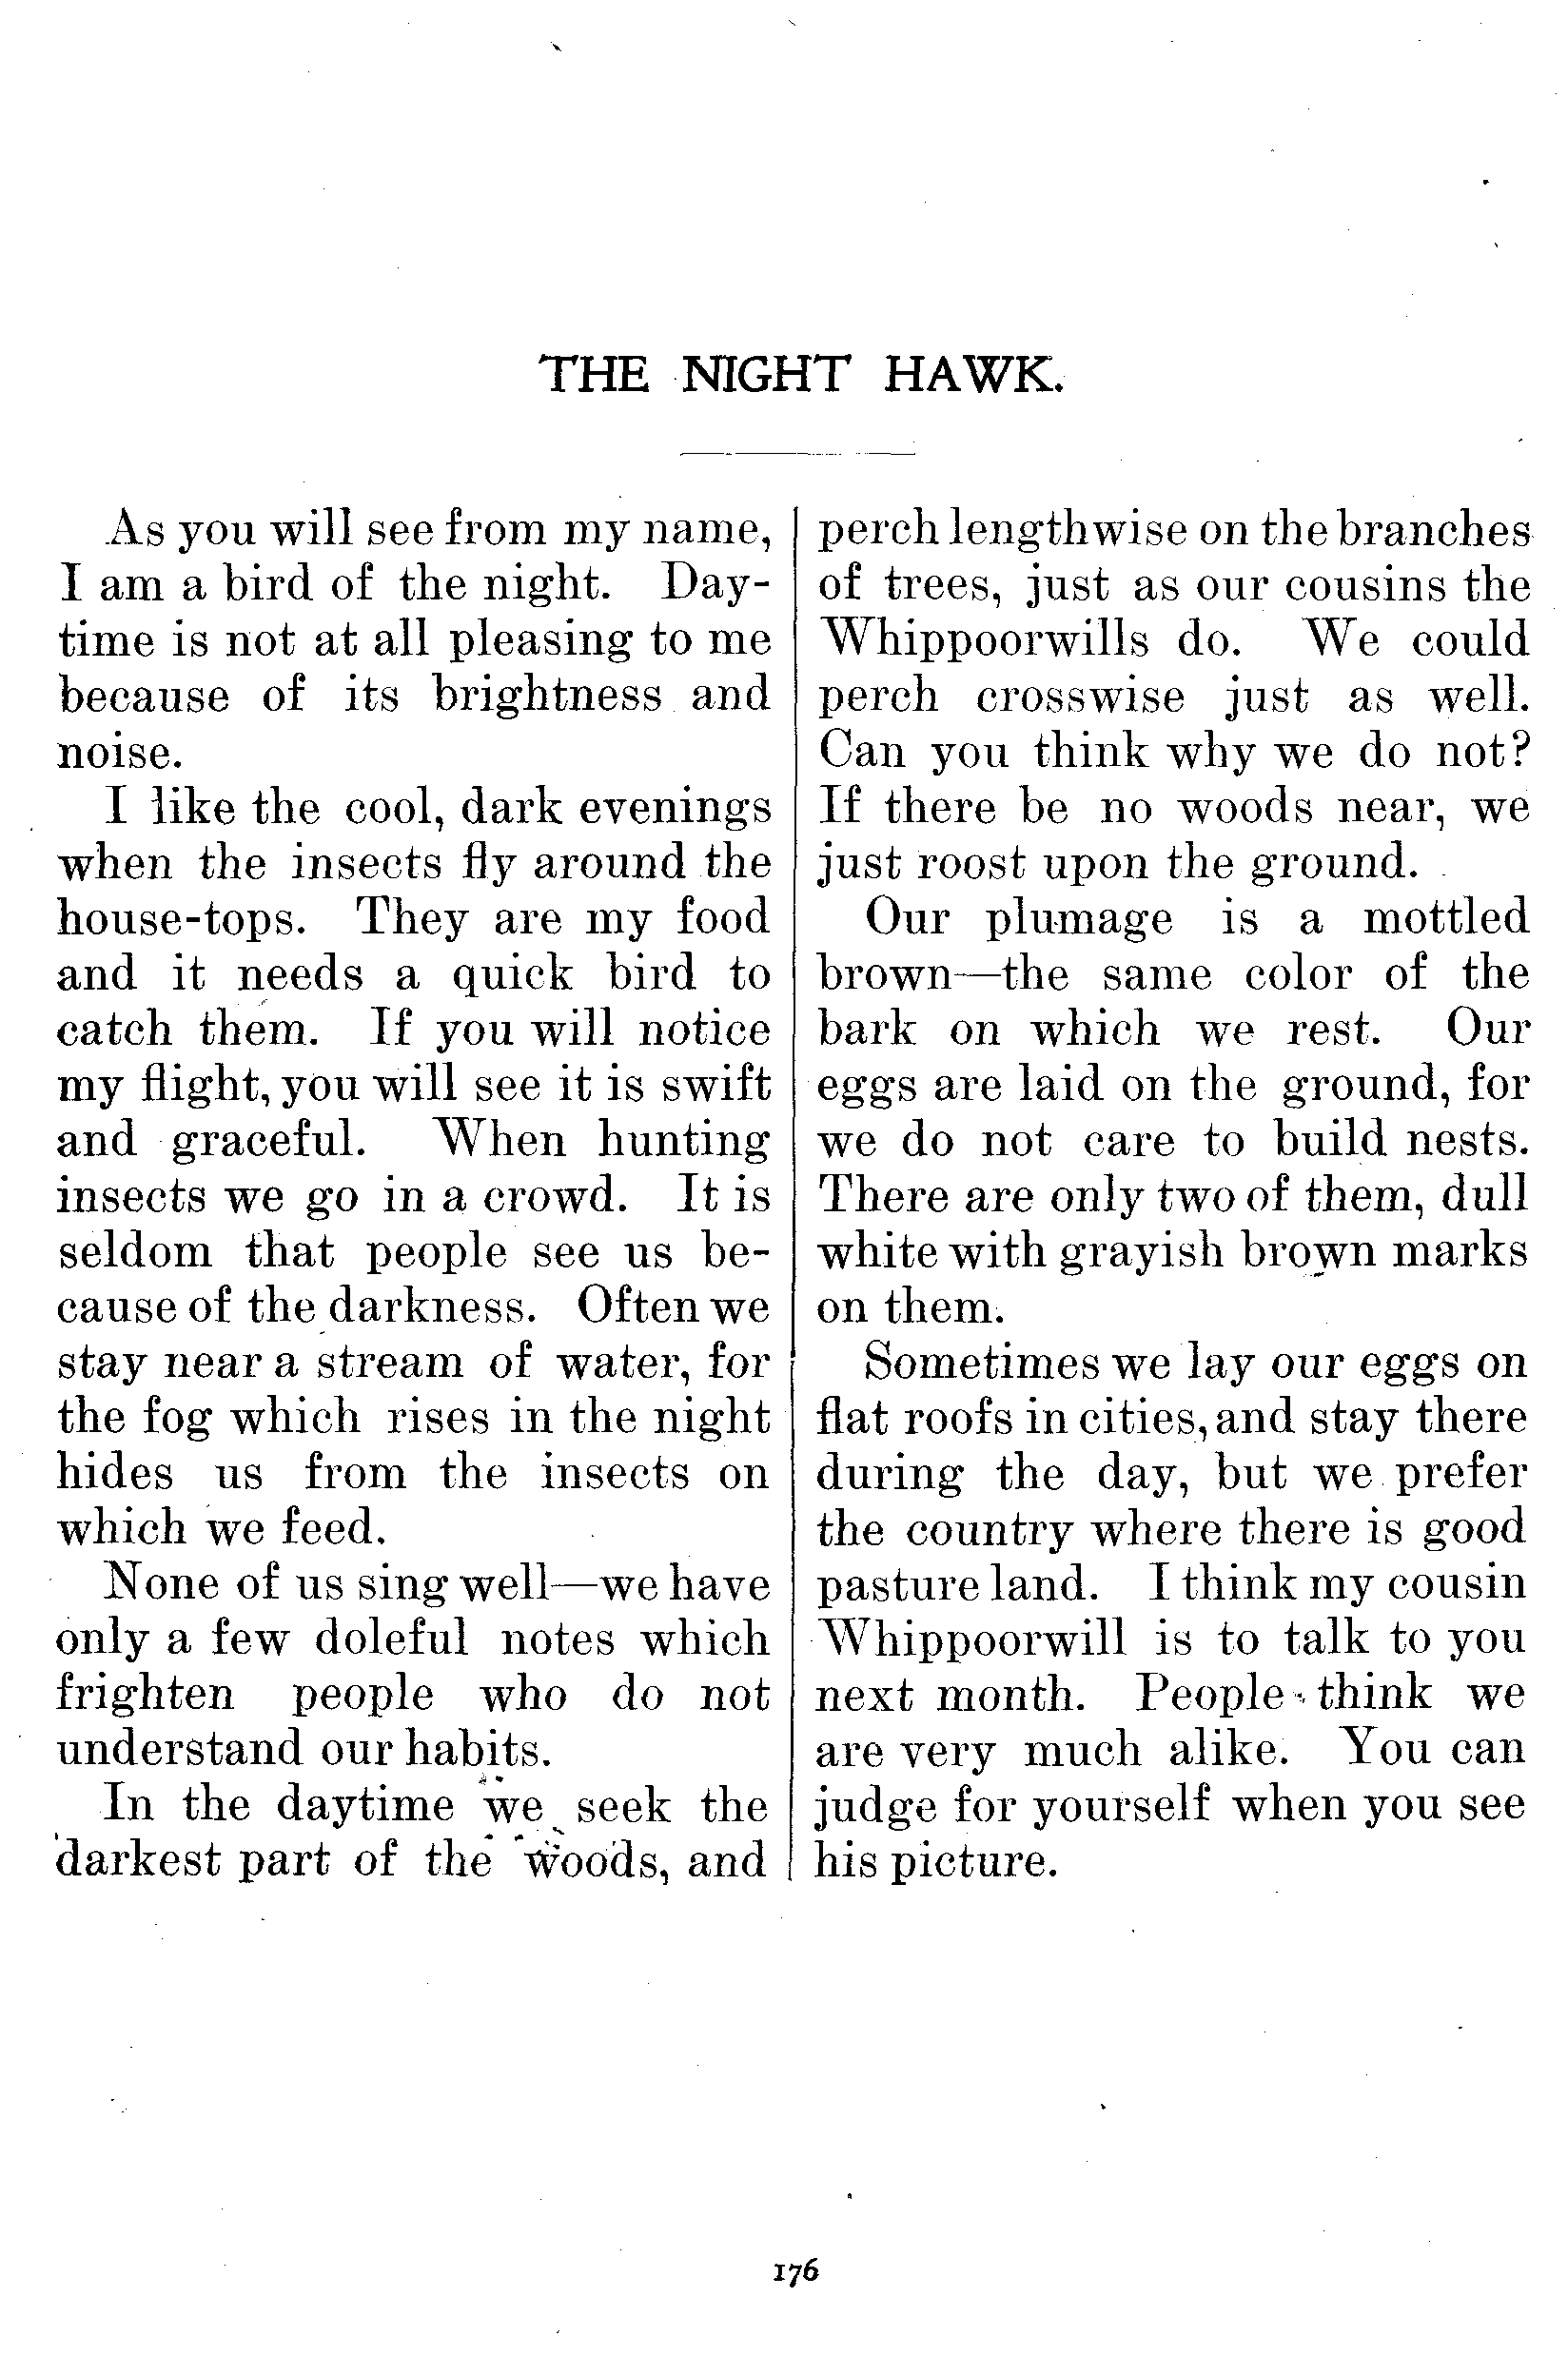 THE NIGHT HAWK.
As you will see from my name,
I am a bird of the night. Day-
time is not at all pleasing to me
because of its brightness and
noise.
I like the cool, dark evenings
when the insects fly around the
house-tops. They are my food
and it needs a quick bird to
catch them. If you will notice
my flight, you will see it is swift
and graceful. When hunting
insects we go in a crowd. It is
seldom that people see us be-
cause of the darkness. Often we
stay near a stream of water, for
the fog which rises in the night
hides us from the insects on
which we feed.
None of us sing well—we have
only a few doleful notes which
frighten people who do not
understand our habits.
In the daytime we seek the
darkest part of the woods, and
perch lengthwise on the branches
of trees, just as our cousins the
Whippoorwills do. We could
perch crosswise just as well.
Can you think why we do not?
If there be no woods near, we
just roost upon the ground.
Our plumage is a mottled
brown—the same color of the
bark on which we rest. Our
eggs are laid on the ground, for
we do not care to build nests.
There are only two of them, dull
white with grayish brown marks
on them.
Sometimes we lay our eggs on
flat roofs in cities, and stay there
during the day, but we prefer
the country where there is good
pasture land. I think my cousin
Whippoorwill is to talk to you
next month. People think we
are very much alike. You can
judge for yourself when you see
his picture.
176